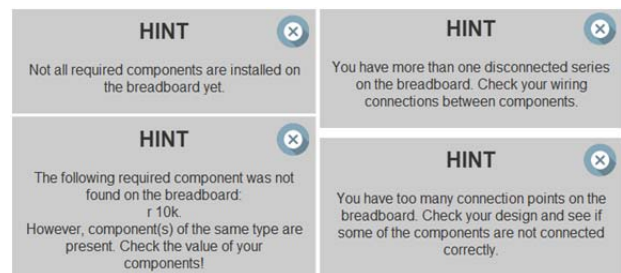 HINT
Not all required components are installed on
the breadboard yet.
HINT
You have more than one disconnected series
on the breadboard. Check your wiring
connections between components.
HINT
The following required component was not
found on the breadboard:
r 10k.
However, component(s) of the same type are
present. Check the value of your
components!
HINT
You have too many connection points on the
breadboard. Check your design and see if
some of the components are not connected
correctly.